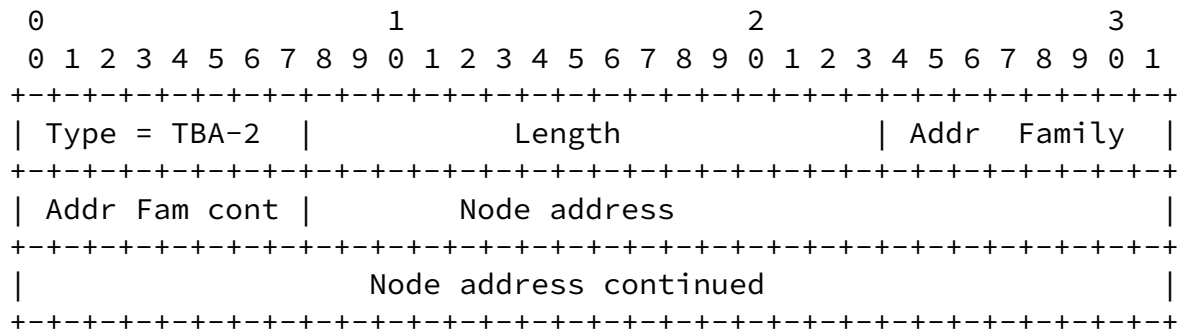 0                   1                   2                   3
 0 1 2 3 4 5 6 7 8 9 0 1 2 3 4 5 6 7 8 9 0 1 2 3 4 5 6 7 8 9 0 1
+-+-+-+-+-+-+-+-+-+-+-+-+-+-+-+-+-+-+-+-+-+-+-+-+-+-+-+-+-+-+-+-+
| Type = TBA-2  |           Length              | Addr  Family  |
+-+-+-+-+-+-+-+-+-+-+-+-+-+-+-+-+-+-+-+-+-+-+-+-+-+-+-+-+-+-+-+-+
| Addr Fam cont |        Node address                           |
+-+-+-+-+-+-+-+-+-+-+-+-+-+-+-+-+-+-+-+-+-+-+-+-+-+-+-+-+-+-+-+-+
|                   Node address continued                      |
+-+-+-+-+-+-+-+-+-+-+-+-+-+-+-+-+-+-+-+-+-+-+-+-+-+-+-+-+-+-+-+-+